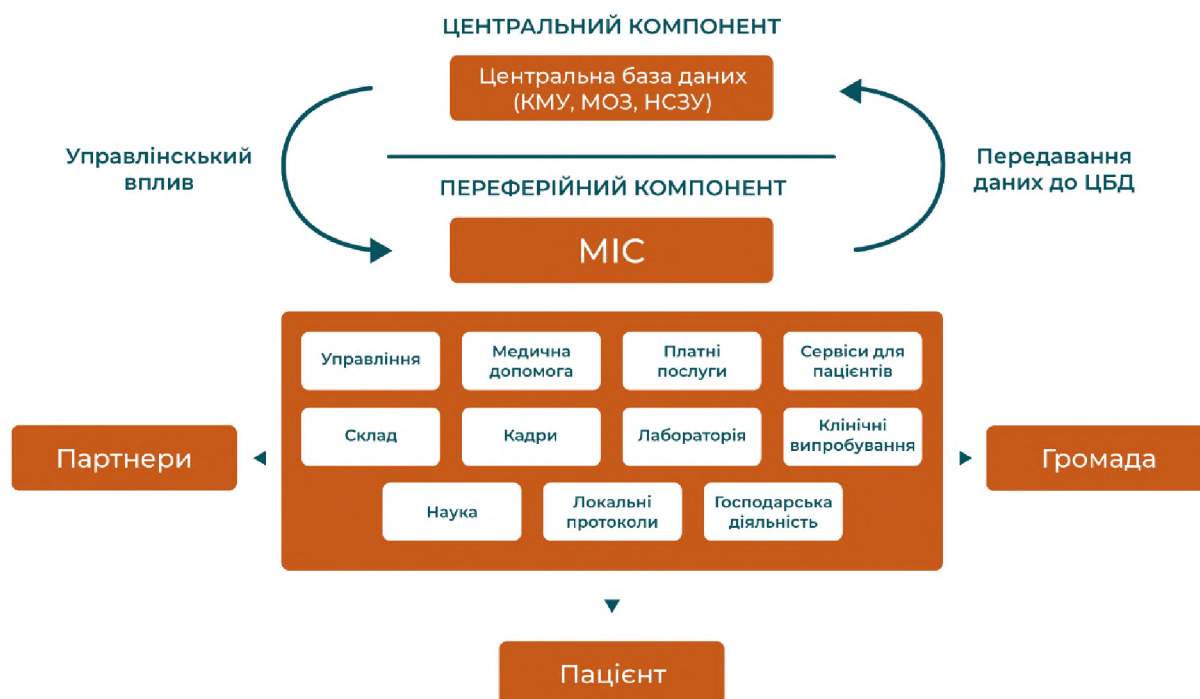 ЦЕНТРАЛЬНИЙ КОМПОНЕНТ
Центральна база даних
(КМУ, МОЗ, НСЗУ)
Управлінскький
вплив
Передавання
даних до ЦБД
ПЕРЕФЕРІЙНИЙ КОМПОНЕНТ
МІС
Управління
Медична
допомога
Платні
послуги
Сервіси для
пацієнтів
Склад
Кадри
Лабораторія
Клінічні
випробування
Партнери
Громада
Наука
Локальні
протоколи
Господарська
діяльність
Пацієнт